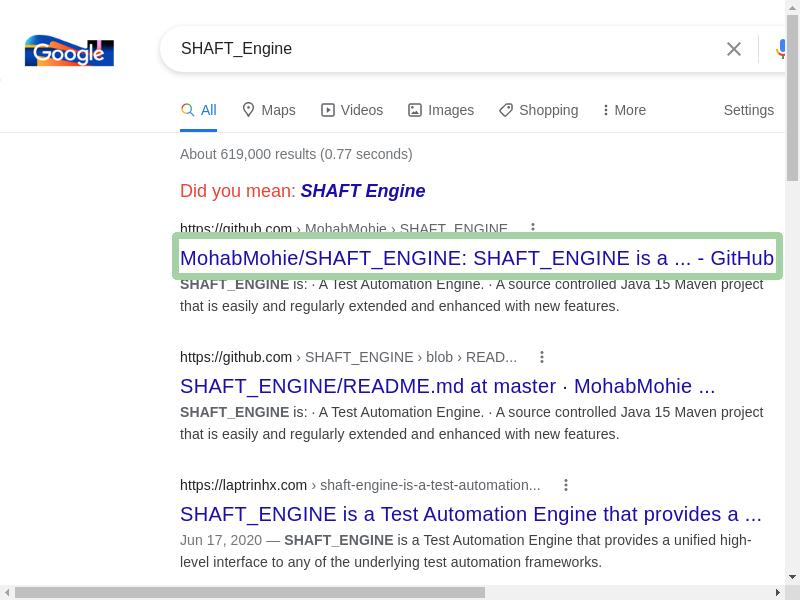 Google
SHAFT_Engine
All Maps Videos Images Shopping More Settings
About 619,000 results (0.77 seconds)
Did you mean: SHAFT Engine
https://github.com › MohabMohie › SHAFT_ENGINE
MohabMohie/SHAFT_ENGINE: SHAFT_ENGINE is a ... - GitHub
SHAFT_ENGINE is: · A Test Automation Engine. · A source controlled Java 15 Maven project
that is easily and regularly extended and enhanced with new features.
https://github.com › SHAFT_ENGINE › blob › READ...
SHAFT_ENGINE/README.md at master · MohabMohie ...
SHAFT_ENGINE is: · A Test Automation Engine. · A source controlled Java 15 Maven project
that is easily and regularly extended and enhanced with new features.
https://laptrinhx.com › shaft-engine-is-a-test-automation...
SHAFT_ENGINE is a Test Automation Engine that provides a ...
Jun 17, 2020 — SHAFT_ENGINE is a Test Automation Engine that provides a unified high-
level interface to any of the underlying test automation frameworks.